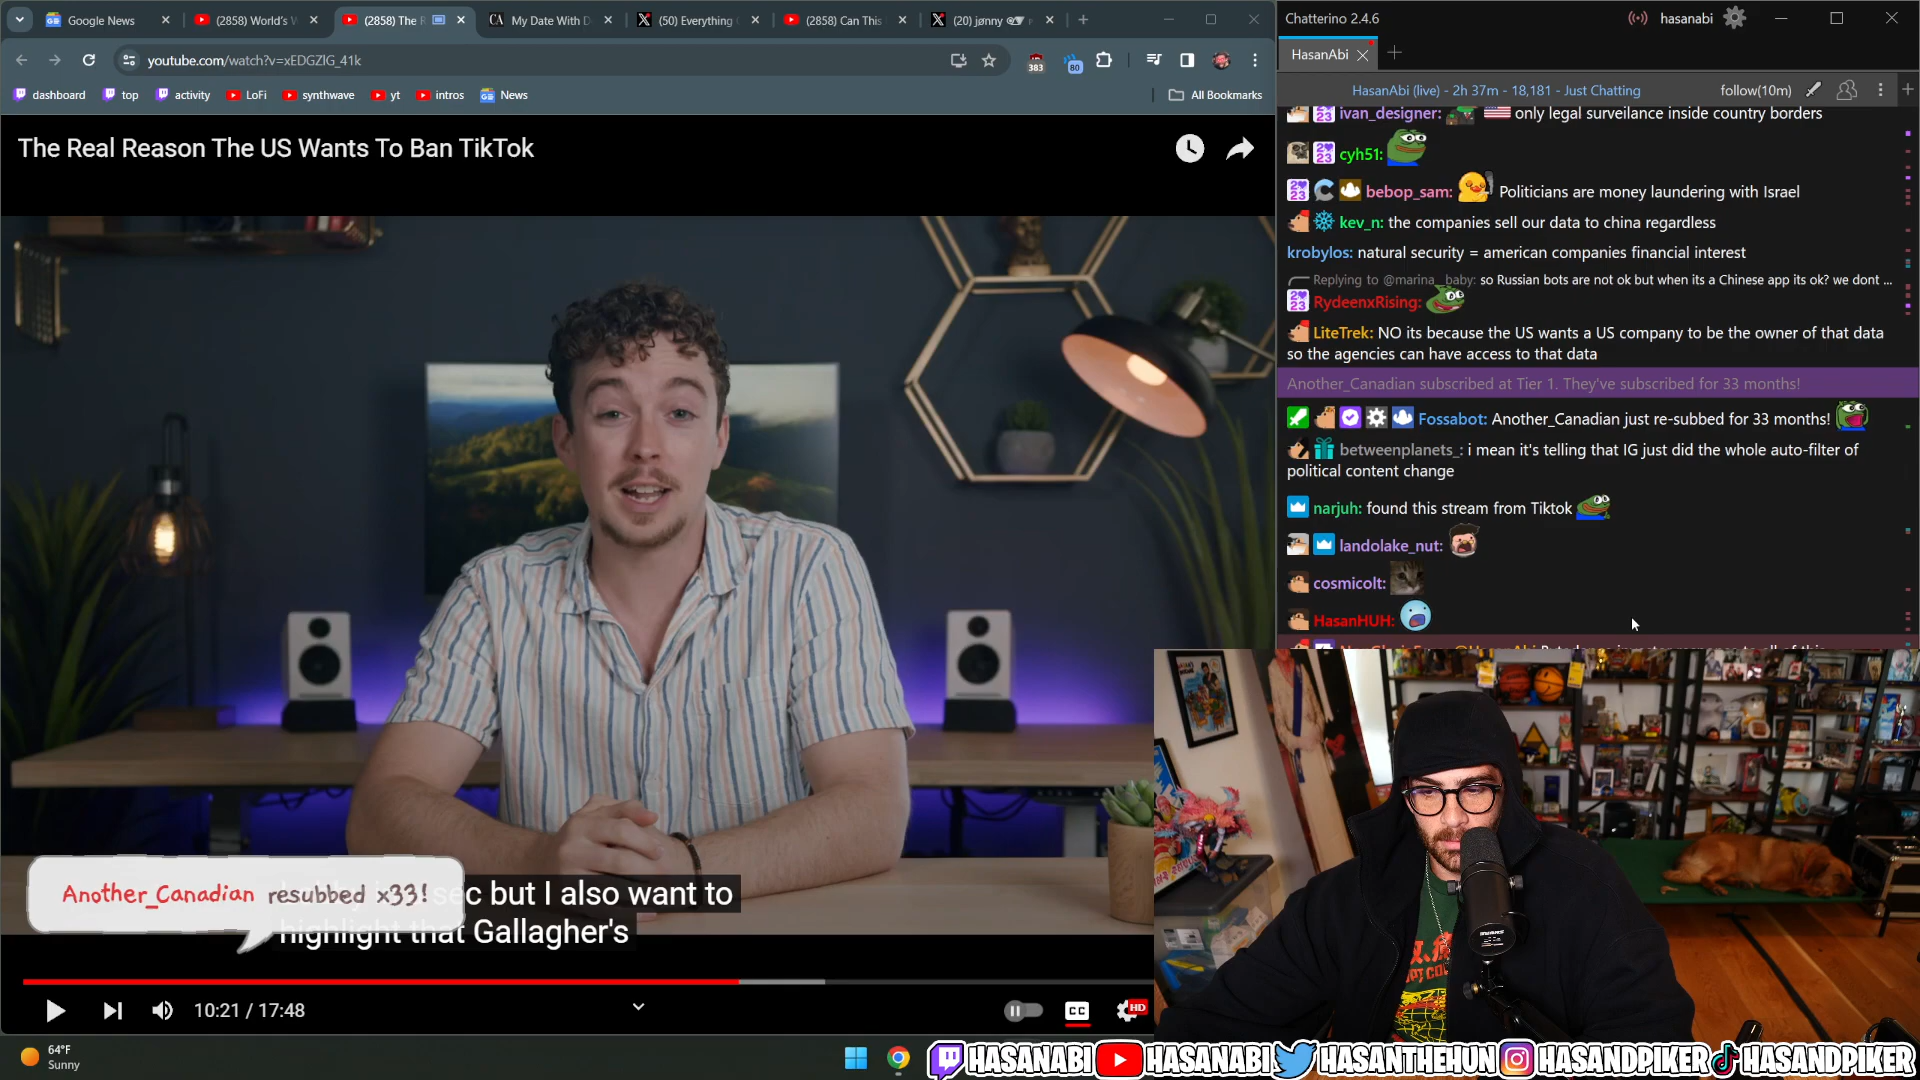 Google News
(2858) World's
(2858) The
My Date With D
(50) Everything
(2858) Can This
(20) jønny
youtube.com/watch?v=xEDGZlG_41k
383
80
dashboard
top
activity
LoFi
synthwave
yt
intros
News
All Bookmarks
The Real Reason The US Wants To Ban TikTok
Another_Canadian resubbed x33!
but I also want to
highlight that Gallagher's
10:21 / 17:48
CC
HD
64°F
Sunny
Chatterino 2.4.6
hasanabi
HasanAbi
HasanAbi (live) - 2h 37m - 18,181 - Just Chatting
follow(10m)
ivan_designer: only legal surveilance inside country borders
cyh51:
bebop_sam: Politicians are money laundering with Israel
kev_n: the companies sell our data to china regardless
krobylos: natural security = american companies financial interest
Replying to @marina_baby: so Russian bots are not ok but when its a Chinese app its ok? we dont ...
RydeenxRising:
LiteTrek: NO its because the US wants a US company to be the owner of that data
so the agencies can have access to that data
Another_Canadian subscribed at Tier 1. They've subscribed for 33 months!
Fossabot: Another_Canadian just re-subbed for 33 months!
betweenplanets_: i mean it's telling that IG just did the whole auto-filter of
political content change
narjuh: found this stream from Tiktok
landolake_nut:
cosmicolt:
HasanHUH:
HASANABI HASANABI HASANTHEHUN HASANDPIKER HASANDPIKER